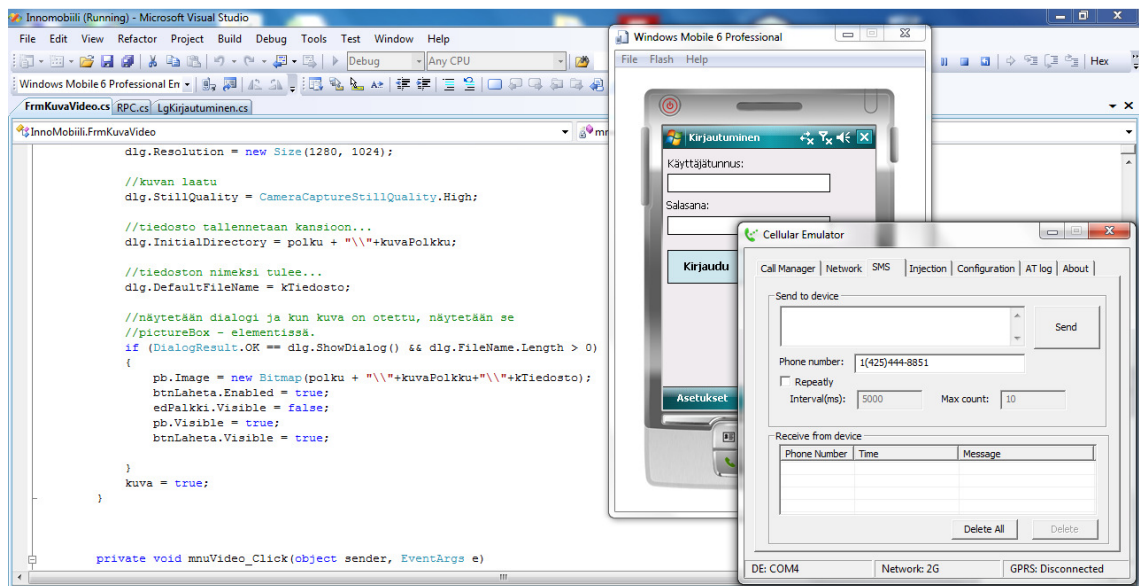 Innomobiili (Running) - Microsoft Visual Studio
File Edit View Refactor Project Build Debug Tools Test Window Help
Debug Any CPU
Hex
Windows Mobile 6 Professional Em
FrmKuvaVideo.cs RPC.cs LgKirjautuminen.cs
InnoMobiili.FrmKuvaVideo
dlg.Resolution = new Size(1280, 1024);
//kuvan laatu
dlg.StillQuality = CameraCaptureStillQuality.High;
//tiedosto tallennetaan kansioon...
dlg.InitialDirectory = polku + "\\"+kuvaPolkku;
//tiedoston nimeksi tulee...
dlg.DefaultFileName = kTiedosto;
//näytetään dialogi ja kun kuva on otettu, näytetään se
//pictureBox - elementissä.
if (DialogResult.OK == dlg.ShowDialog() && dlg.FileName.Length > 0)
{
pb.Image = new Bitmap(polku + "\\"+kuvaPolkku+"\\"+kTiedosto);
btnLaheta.Enabled = true;
edPalkki.Visible = false;
pb.Visible = true;
btnLaheta.Visible = true;
}
kuva = true;
}
private void mnuVideo_Click(object sender, EventArgs e)
Windows Mobile 6 Professional
File Flash Help
Kirjautuminen
Käyttäjätunnus:
Salasana:
Kirjaudu
Asetukset
Cellular Emulator
Call Manager Network SMS Injection Configuration AT log About
Send to device
Send
Phone number: 1(425)444-8851
Repeatly
Interval(ms): 5000 Max count: 10
Receive from device
Phone Number Time Message
Delete All Delete
DE: COM4 Network: 2G GPRS: Disconnected